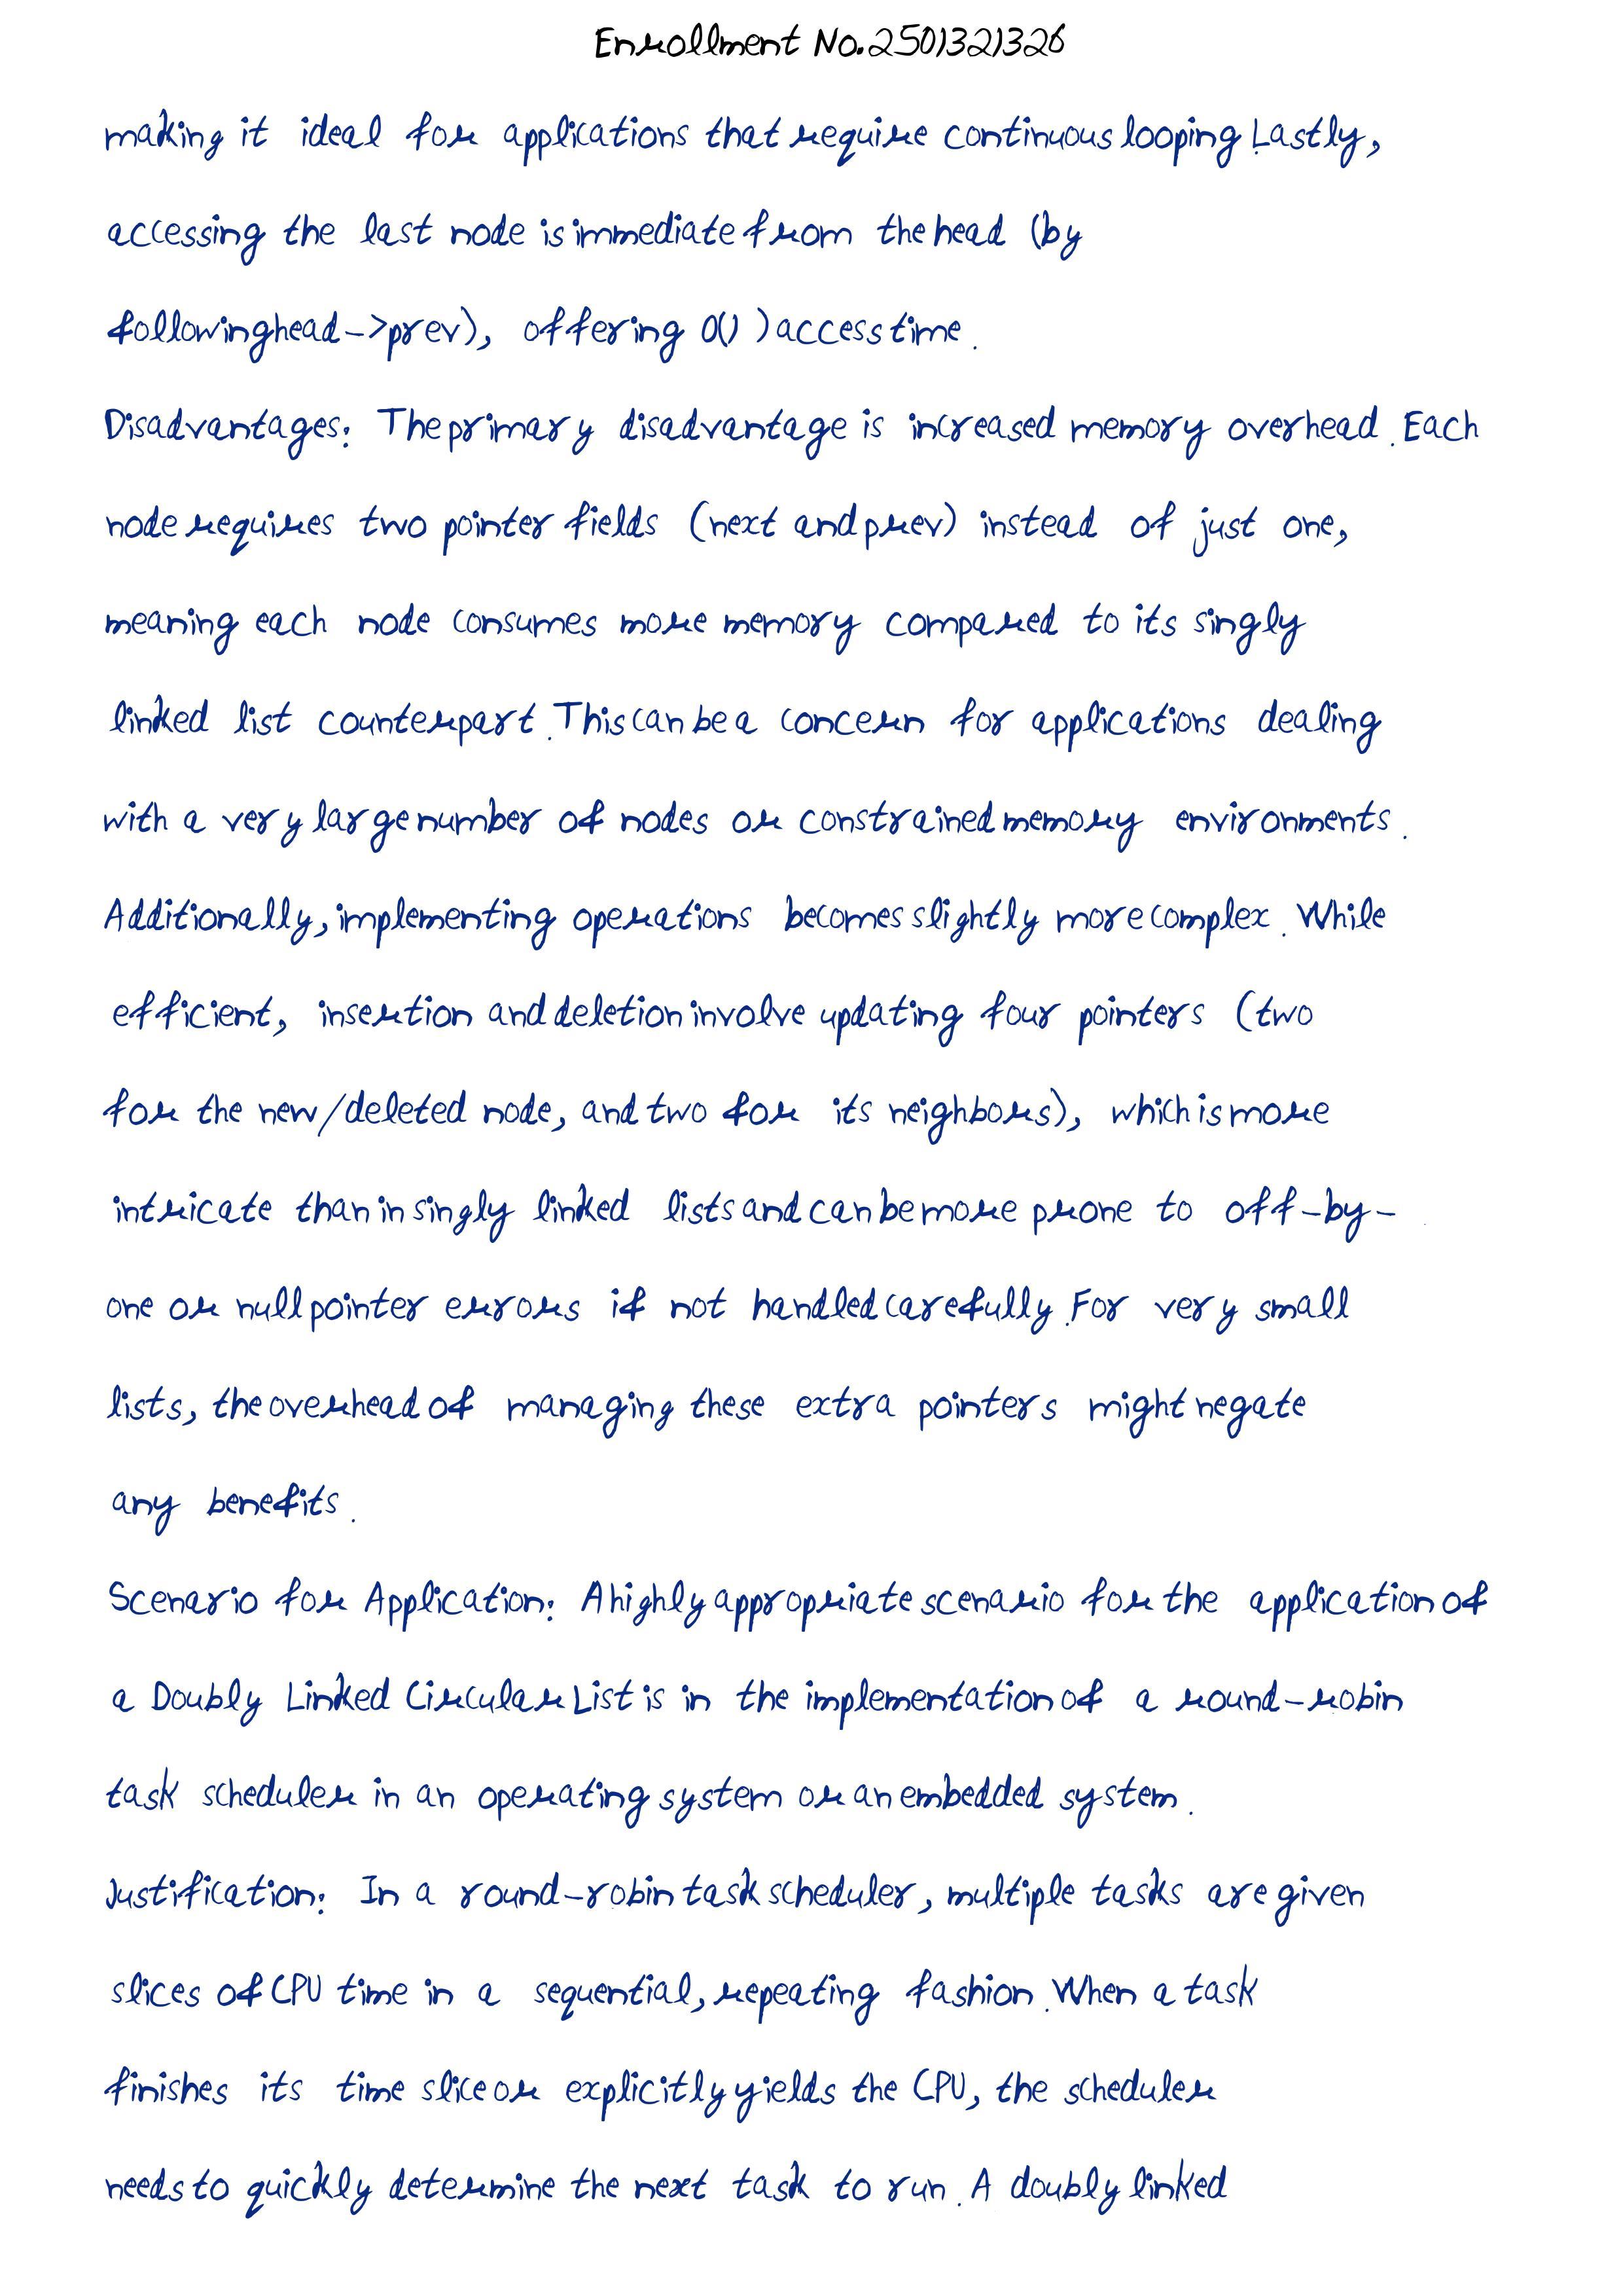 Enrollment No.2501321326
making it ideal for applications that require continuous looping.Lastly,
accessing the last node is immediate from the head (by
followinghead->prev), offering O(1) access time.
Disadvantages: The primary disadvantage is increased memory overhead. Each
node requires two pointer fields (next and prev) instead of just one,
meaning each node consumes more memory compared to its singly
linked list counterpart. This can be a concern for applications dealing
with a very large number of nodes or constrained memory environments.
Additionally, implementing operations becomes slightly more complex. While
efficient, insertion and deletion involve updating four pointers (two
for the new/deleted node, and two for its neighbors), which is more
intricate than in singly linked lists and can be more prone to off-by-
one or null pointer errors if not handled carefully. For very small
lists, the overhead of managing these extra pointers might negate
any benefits.
Scenario for Application: A highly appropriate scenario for the application of
a Doubly Linked Circular List is in the implementation of a round-robin
task scheduler in an operating system or an embedded system.
Justification: In a round-robin task scheduler, multiple tasks are given
slices of CPU time in a sequential, repeating fashion. When a task
finishes its time slice or explicitly yields the CPU, the scheduler
needs to quickly determine the next task to run. A doubly linked